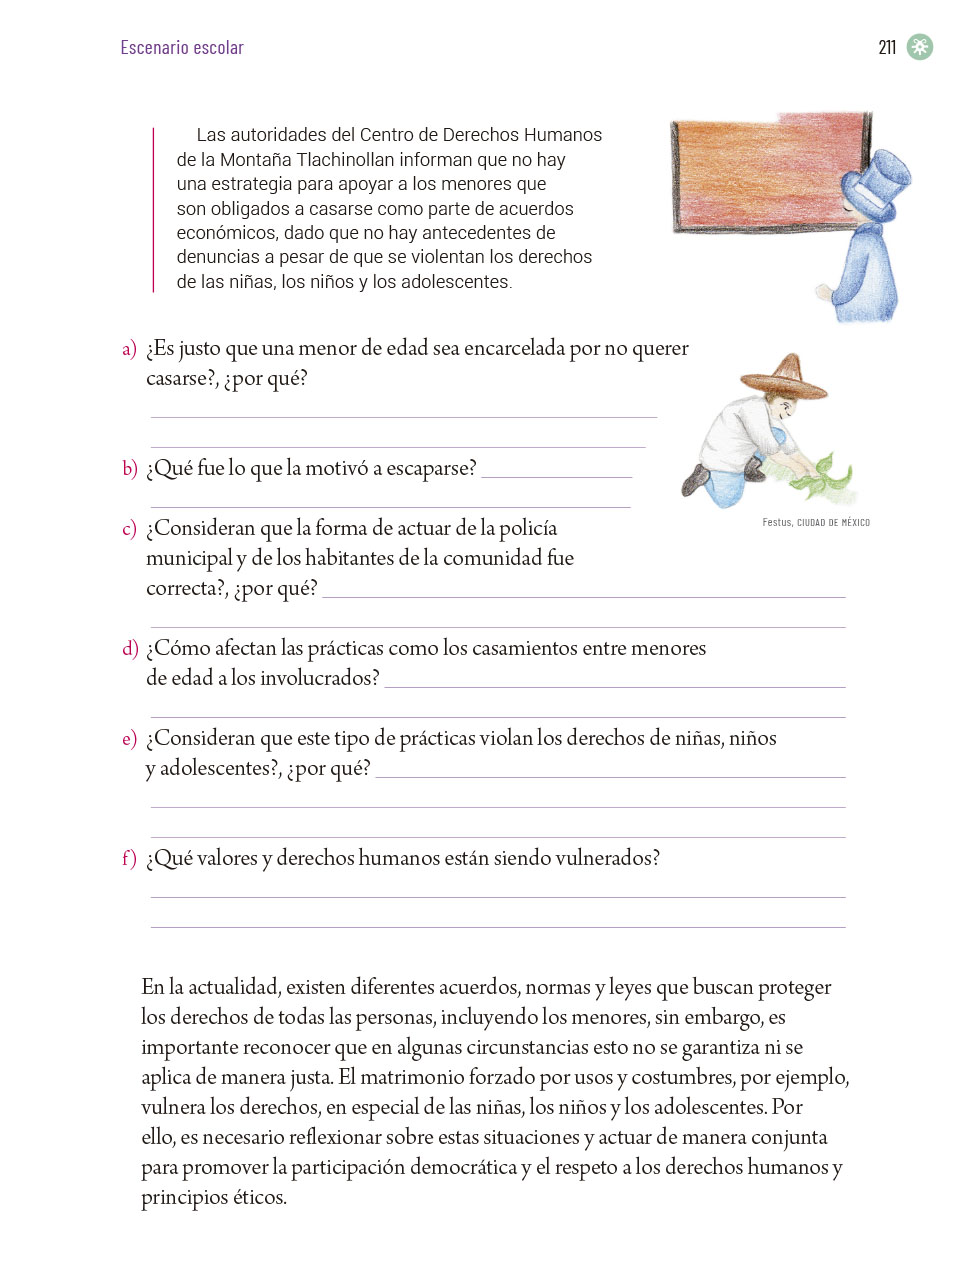 Escenario escolar
211
Las autoridades del Centro de Derechos Humanos
de la Montaña Tlachinollan informan que no hay
una estrategia para apoyar a los menores que
son obligados a casarse como parte de acuerdos
económicos, dado que no hay antecedentes de
denuncias a pesar de que se violentan los derechos
de las niñas, los niños y los adolescentes.
a) ¿Es justo que una menor de edad sea encarcelada por no querer
casarse?, ¿por qué?
b) ¿Qué fue lo que la motivó a escaparse?
Festus, CIUDAD DE MÉXICO
c) ¿Consideran que la forma de actuar de la policía
municipal y de los habitantes de la comunidad fue
correcta?, ¿por qué?
d) ¿Cómo afectan las prácticas como los casamientos entre menores
de edad a los involucrados?
e) ¿Consideran que este tipo de prácticas violan los derechos de niñas, niños
y adolescentes?, ¿por qué?
f) ¿Qué valores y derechos humanos están siendo vulnerados?
En la actualidad, existen diferentes acuerdos, normas y leyes que buscan proteger
los derechos de todas las personas, incluyendo los menores, sin embargo, es
importante reconocer que en algunas circunstancias esto no se garantiza ni se
aplica de manera justa. El matrimonio forzado por usos y costumbres, por ejemplo,
vulnera los derechos, en especial de las niñas, los niños y los adolescentes. Por
ello, es necesario reflexionar sobre estas situaciones y actuar de manera conjunta
para promover la participación democrática y el respeto a los derechos humanos y
principios éticos.